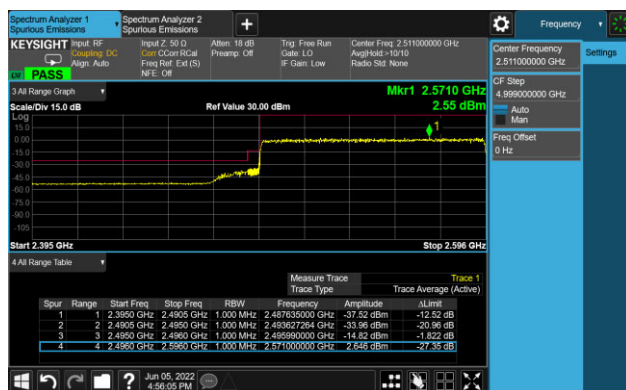 Spectrum Analyzer 1
Spurious Emissions
Spectrum Analyzer 2
Spurious Emissions
+
Frequency
KEYSIGHT
Input: RF
Coupling: DC
Align: Auto
Input Z: 50 Ω
Corr CCorr RCal
Freq Ref: Ext (S)
NFE: Off
Atten: 18 dB
Preamp: Off
Trig: Free Run
Gate: LO
IF Gain: Low
Center Freq: 2.511000000 GHz
Avg|Hold:>10/10
Radio Std: None
PASS
Center Frequency
2.511000000 GHz
Settings
CF Step
4.999000000 GHz
Auto
Man
Freq Offset
0 Hz
3 All Range Graph
Scale/Div 15.0 dB
Ref Value 30.00 dBm
Mkr1 2.5710 GHz
2.55 dBm
Log
15.0
0.00
-15.0
-30.0
-45.0
-60.0
-75.0
-90.0
-105
1
Start 2.395 GHz
Stop 2.596 GHz
4 All Range Table
Measure Trace Trace 1
Trace Type Trace Average (Active)
Spur Range Start Freq Stop Freq RBW Frequency Amplitude ΔLimit
1 1 2.3950 GHz 2.4905 GHz 1.000 MHz 2.487635000 GHz -37.52 dBm -12.52 dB
2 2 2.4905 GHz 2.4950 GHz 1.000 MHz 2.493627264 GHz -33.96 dBm -20.96 dB
3 3 2.4950 GHz 2.4960 GHz 1.000 MHz 2.495990000 GHz -14.82 dBm -1.822 dB
4 4 2.4960 GHz 2.5960 GHz 1.000 MHz 2.571000000 GHz 2.646 dBm -27.35 dB
?
Jun 05, 2022
4:56:05 PM